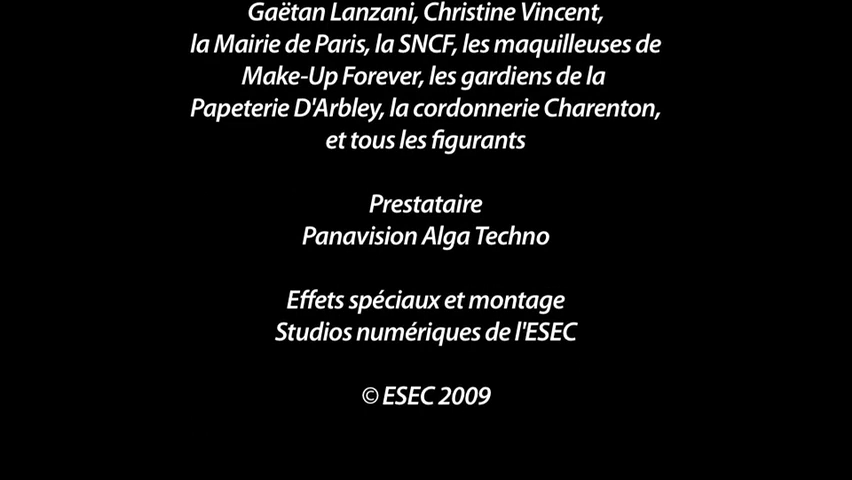 Gaëtan Lanzani, Christine Vincent,
la Mairie de Paris, la SNCF, les maquilleuses de
Make-Up Forever, les gardiens de la
Papeterie D'Arbley, la cordonnerie Charenton,
et tous les figurants
Prestataire
Panavision Alga Techno
Effets spéciaux et montage
Studios numériques de l'ESEC
© ESEC 2009